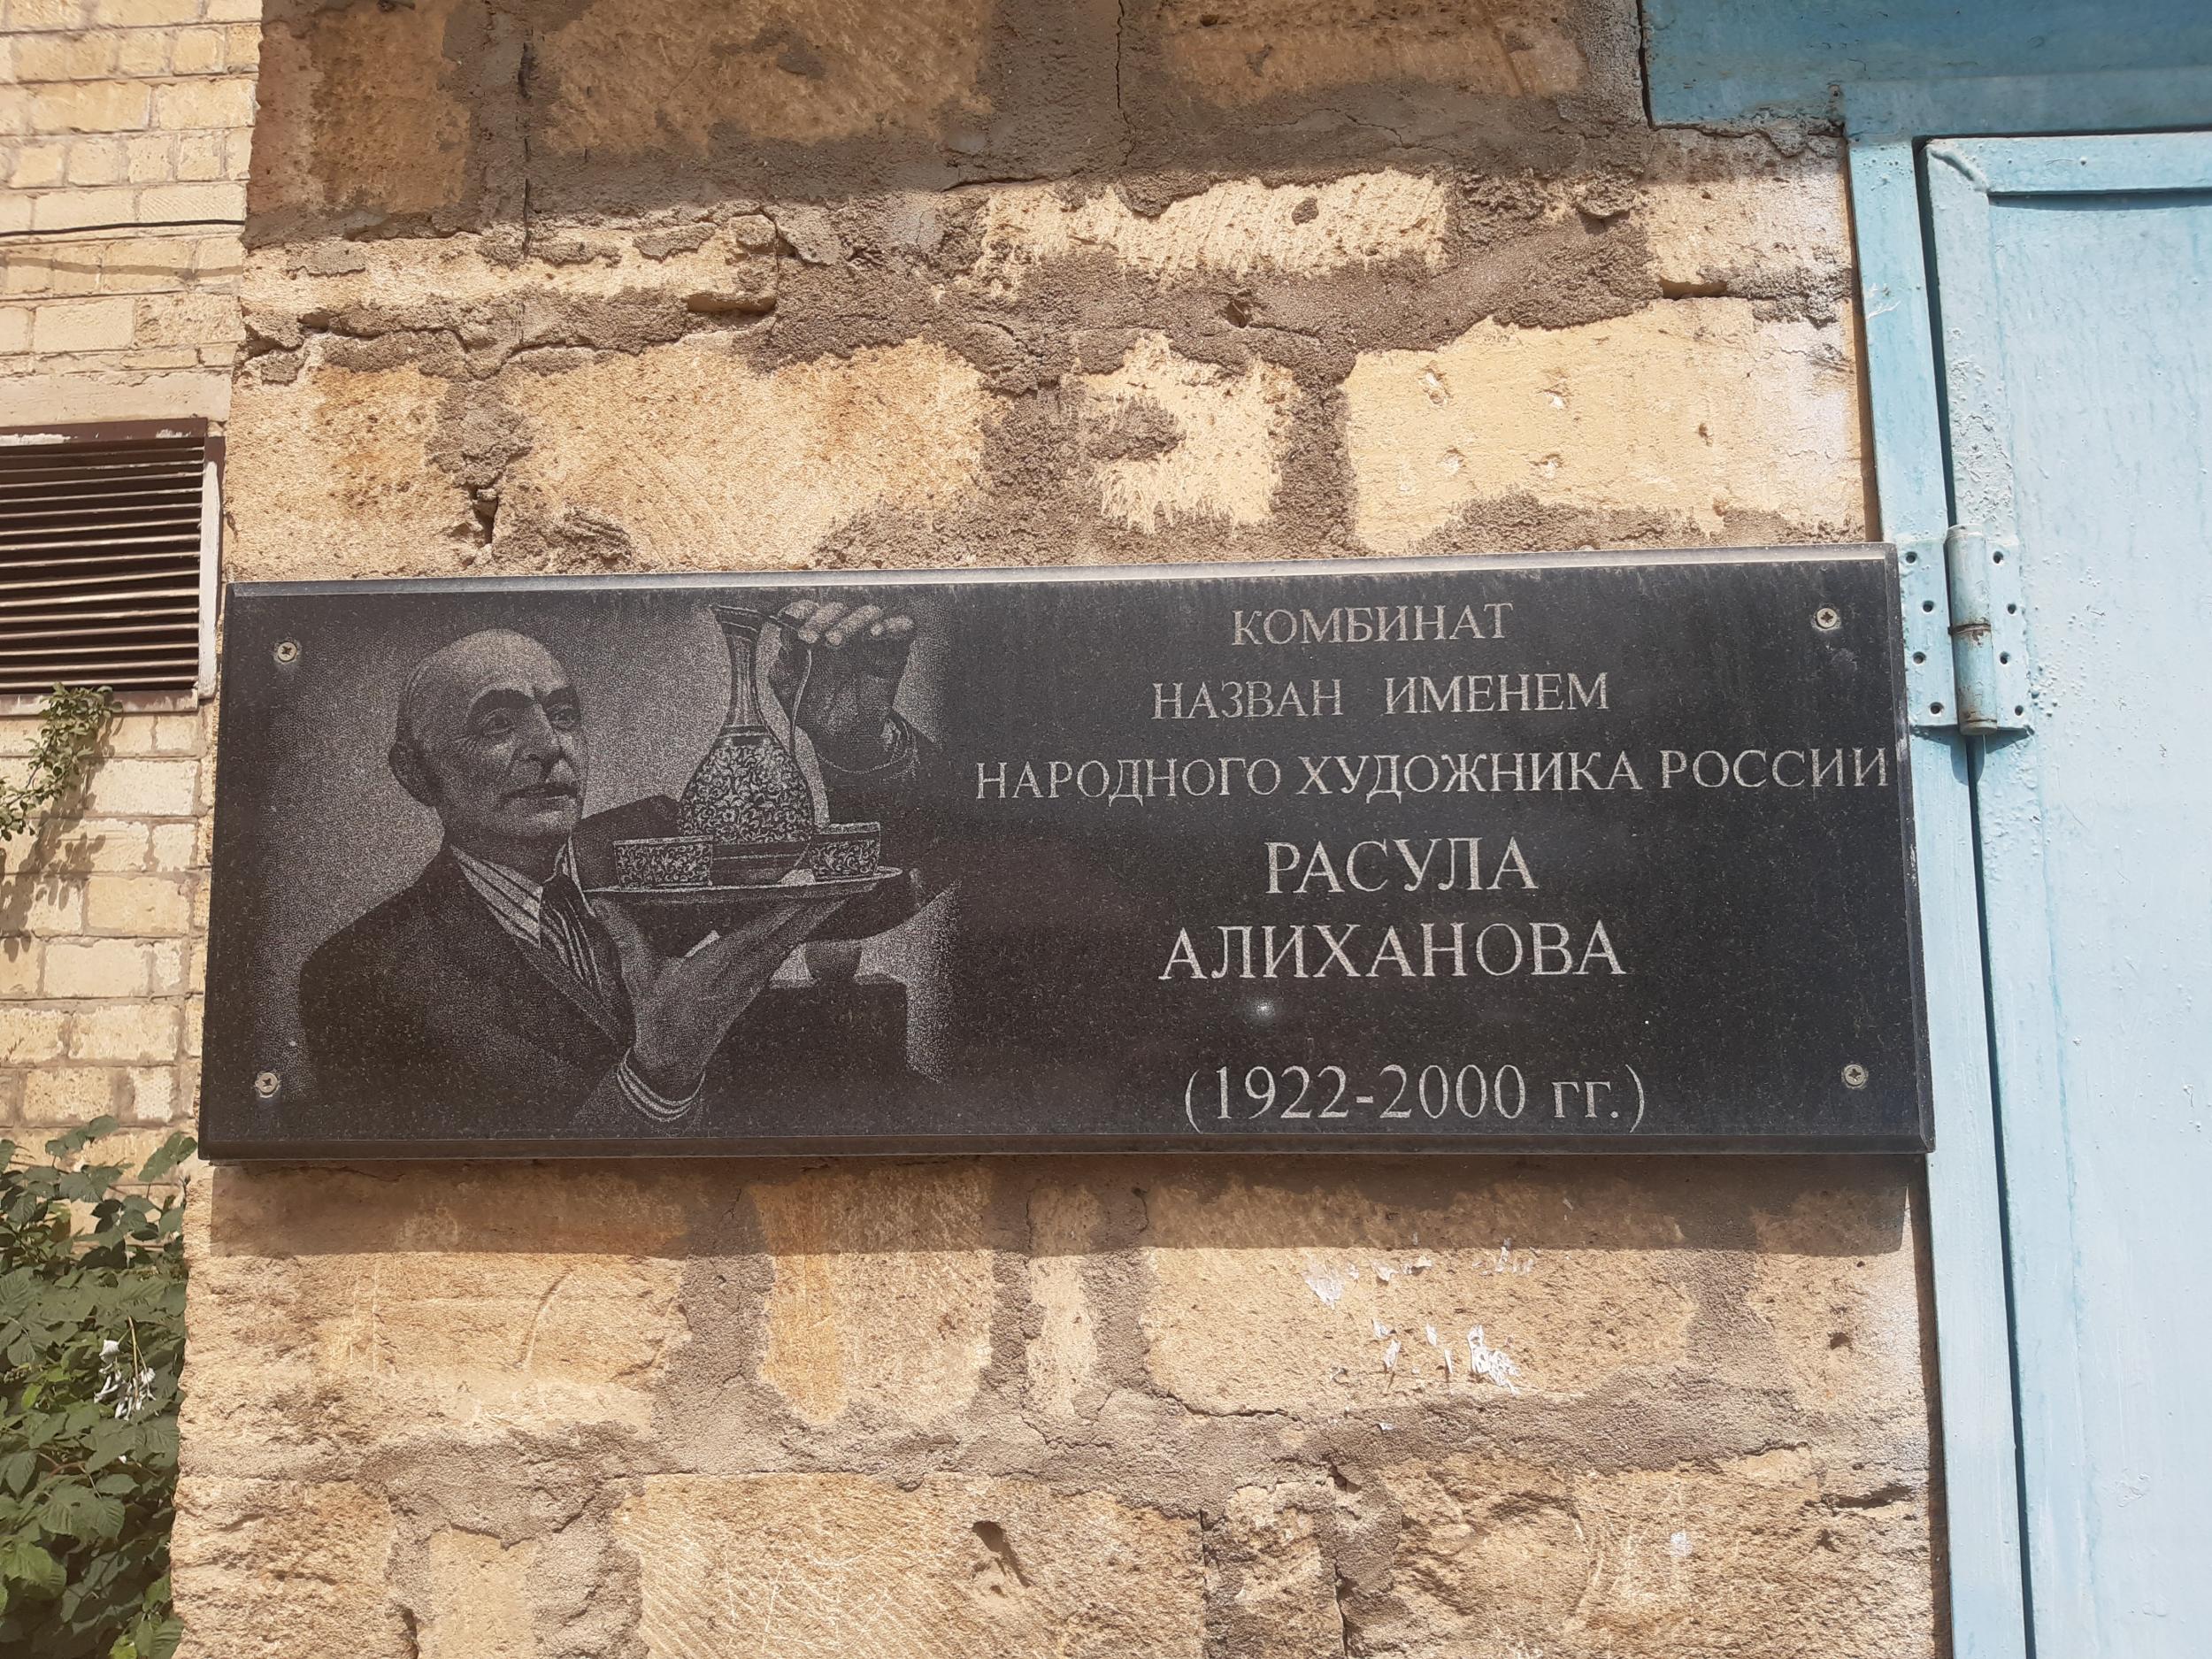 КОМБИНАТ
НАЗВАН ИМЕНЕМ
НАРОДНОГО ХУДОЖНИКА РОССИИ
РАСУЛА
АЛИХАНОВА
(1922-2000 гг.)